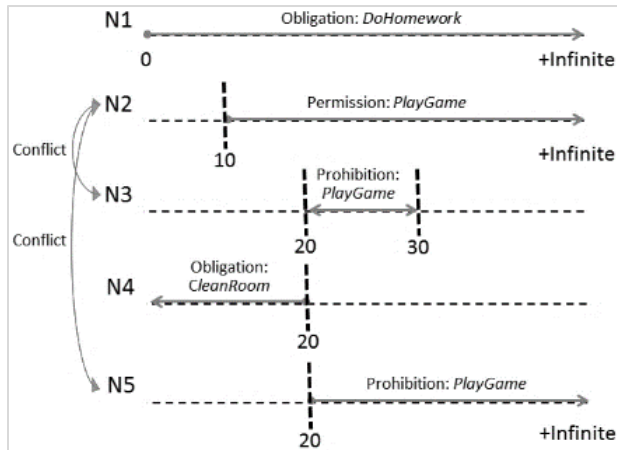 N1
Obligation: DoHomework
0
+Infinite
N2
Permission: PlayGame
10
+Infinite
Conflict
N3
Prohibition:
PlayGame
20
30
Conflict
N4
Obligation:
CleanRoom
20
N5
Prohibition: PlayGame
20
+Infinite